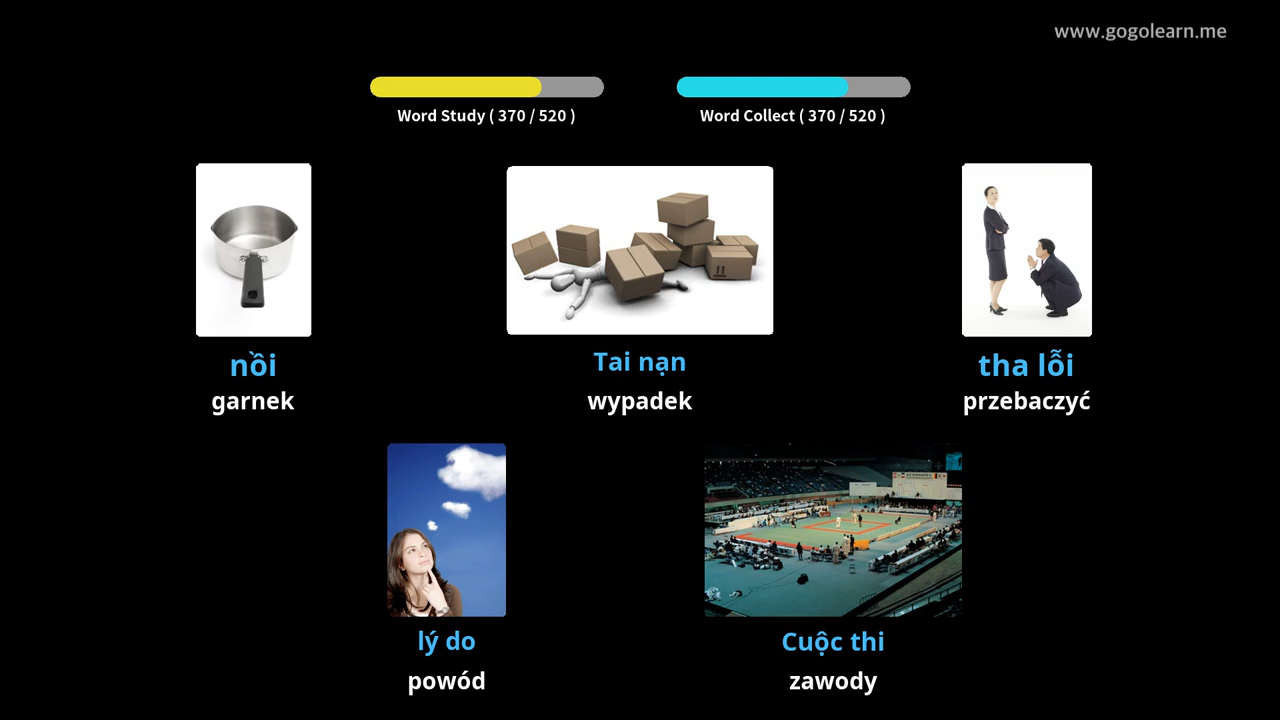 www.gogolearn.me
Word Study ( 370 / 520 )
Word Collect ( 370 / 520 )
nồi
garnek
Tai nạn
wypadek
tha lỗi
przebaczyć
lý do
powód
Cuộc thi
zawody